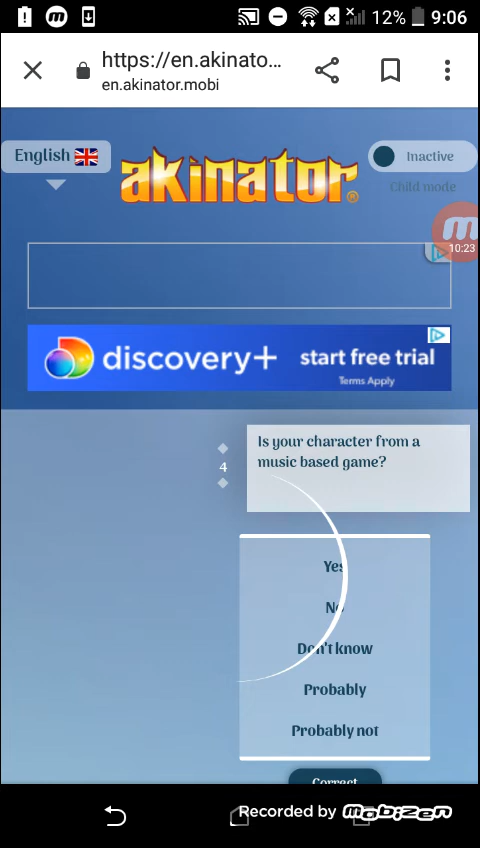 12% 9:06
https://en.akinato...
en.akinator.mobi
English
akinator®
Inactive
Child mode
10:23
discovery+ start free trial
Terms Apply
4
Is your character from a
music based game?
Yes
No
Don't know
Probably
Probably not
Correct
Recorded by mobizen